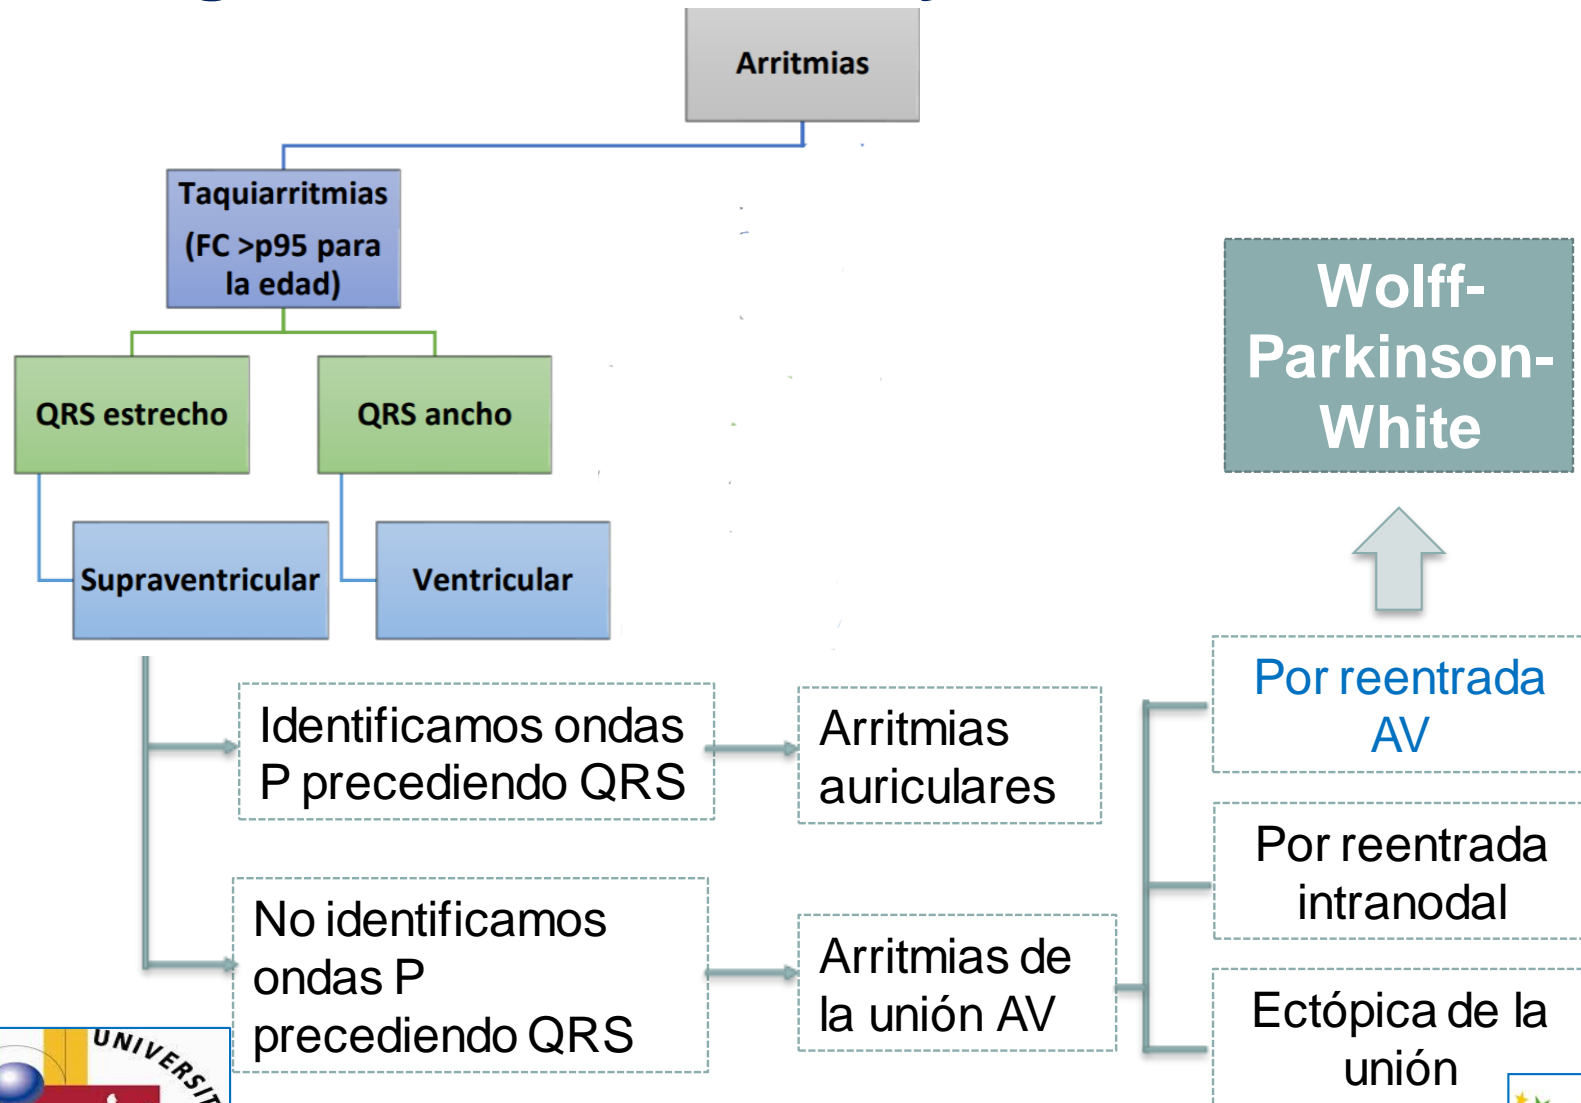 Arritmias
Taquiarritmias
(FC >p95 para
la edad)
QRS estrecho
QRS ancho
Supraventricular
Ventricular
Wolff-
Parkinson-
White
Identificamos ondas
P precediendo QRS
Arritmias
auriculares
Por reentrada
AV
Por reentrada
intranodal
No identificamos
ondas P
precediendo QRS
Arritmias de
la unión AV
Ectópica de la
unión